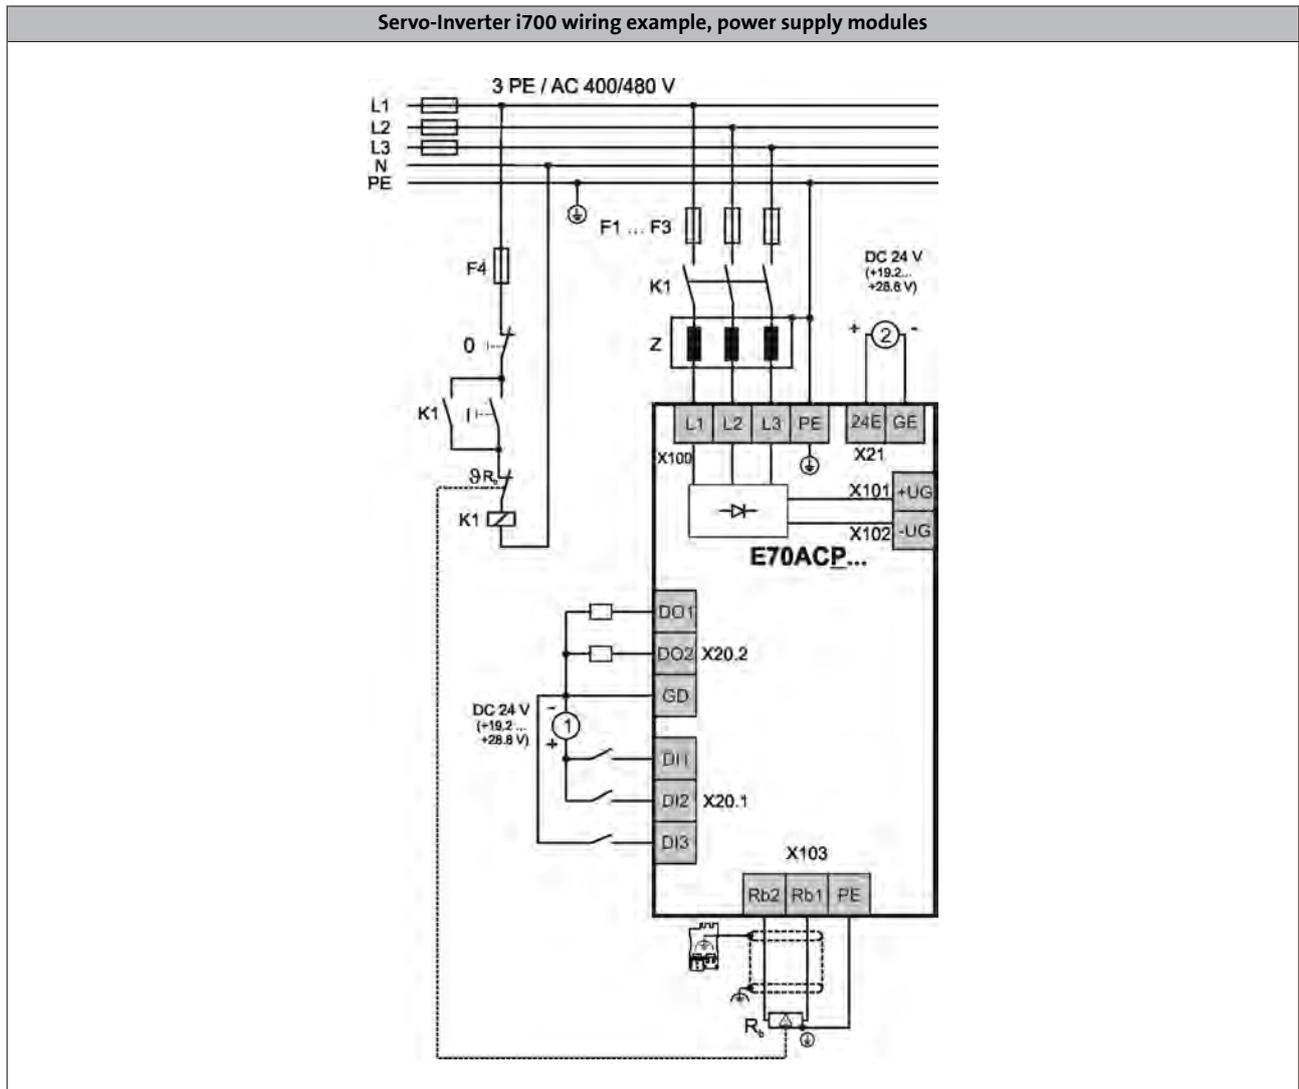 Servo-Inverter i700 wiring example, power supply modules
3 PE / AC 400/480 V
L1
L2
L3
N
PE
F1 ... F3
F4
DC 24 V
(+19.2...
+28.8 V)
K1
+ 2 -
0
Z
K1
I
L1 L2 L3 PE
24E GE
X100
X21
ϑRb
X101 +UG
K1
X102 -UG
E70ACP...
DO1
DO2 X20.2
GD
DC 24 V
(+19.2 ...
+28.8 V)
-
1
+
DI1
DI2 X20.1
DI3
X103
Rb2 Rb1 PE
Rb